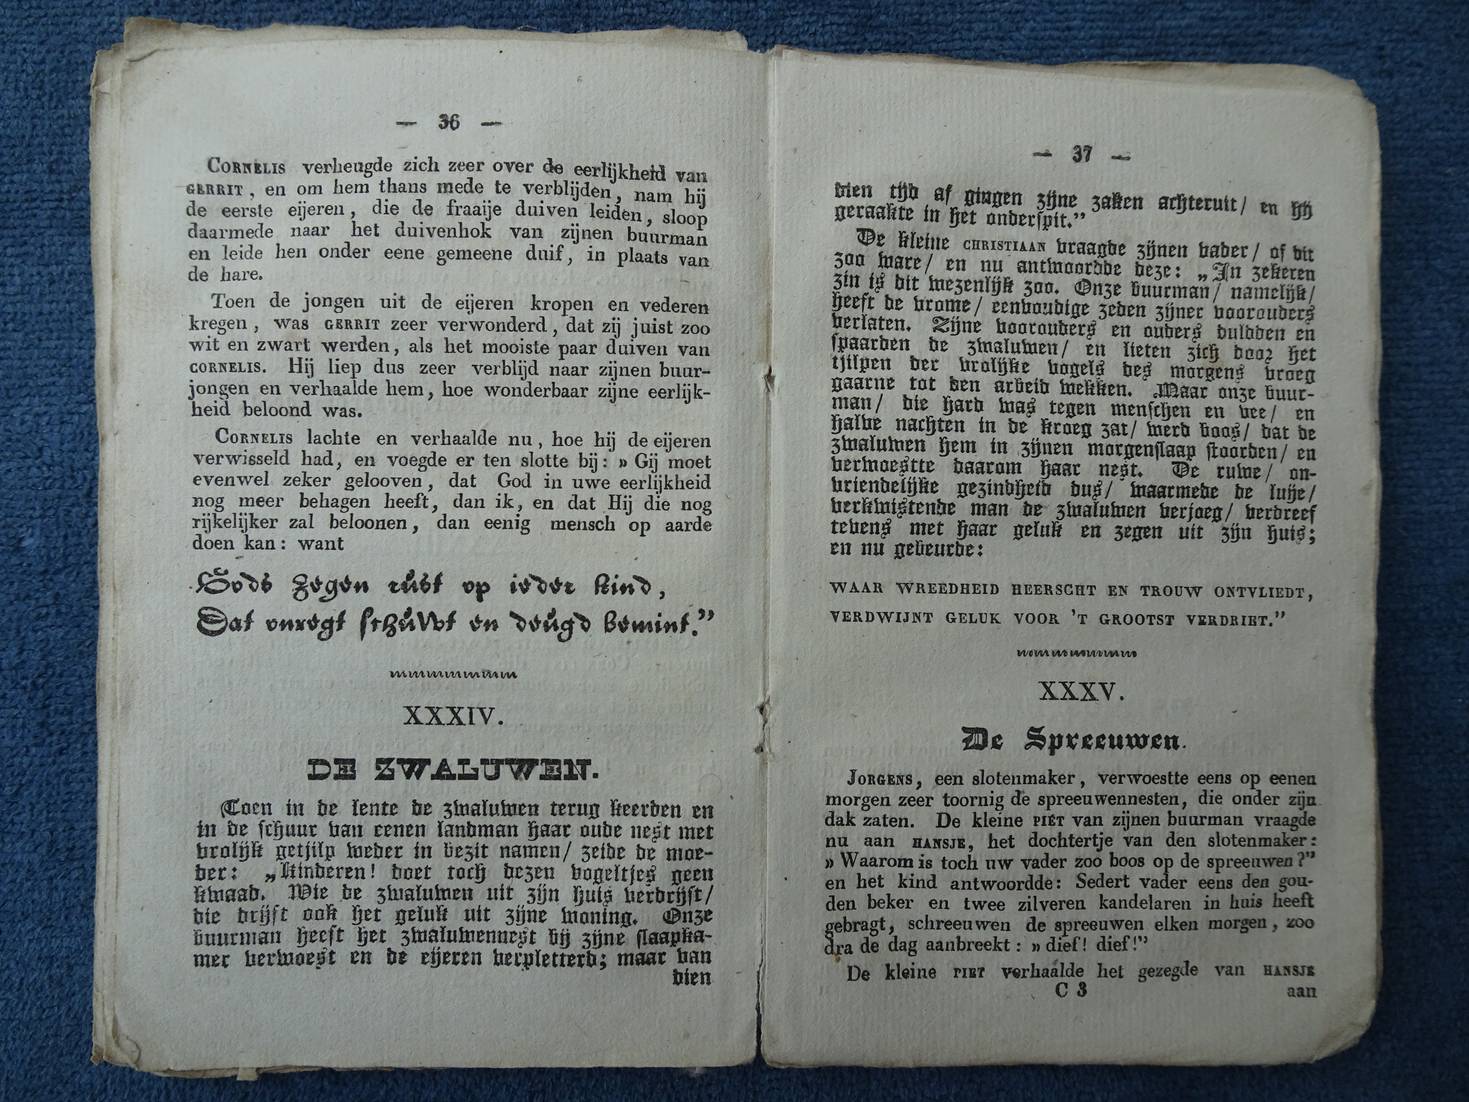 — 36 —
CORNELIS verheugde zich zeer over de eerlijkheid van
GERRIT, en om hem thans mede te verblijden, nam hij
de eerste eijeren, die de fraaije duiven leiden, sloop
daarmede naar het duivenhok van zijnen buurman
en leide hen onder eene gemeene duif, in plaats van
de hare.
Toen de jongen uit de eijeren kropen en vederen
kregen, was GERRIT zeer verwonderd, dat zij juist zoo
wit en zwart werden, als het mooiste paar duiven van
CORNELIS. Hij liep dus zeer verblijd naar zijnen buur-
jongen en verhaalde hem, hoe wonderbaar zijne eerlijk-
heid beloond was.
CORNELIS lachte en verhaalde nu, hoe hij de eijeren
verwisseld had, en voegde er ten slotte bij: » Gij moet
evenwel zeker gelooven, dat God in uwe eerlijkheid
nog meer behagen heeft, dan ik, en dat Hij die nog
rijkelijker zal beloonen, dan eenig mensch op aarde
doen kan: want
Gods zegen rust op ieder kind,
Dat onregt schuwt en deugd bemint.”
XXXIV.
DE ZWALUWEN.
Toen in de lente de zwaluwen terug keerden en
in de schuur van eenen landman haar oude nest met
vrolijk getjilp weder in bezit namen/ zeide de moe-
der: „Kinderen! doet toch dezen vogeltjes geen
kwaad. Wie de zwaluwen uit zijn huis verdrijft/
die drijft ook het geluk uit zijne woning. Onze
buurman heeft het zwaluwennest bij zijne slaapka-
mer verwoest en de eijeren verpletterd; maar van
dien
— 37 —
dien tijd af gingen zijne zaken achteruit/ en hij
geraakte in het onderspit.”
De kleine CHRISTIAAN vraagde zijnen vader/ of dit
zoo ware/ en nu antwoordde deze: „In zekeren
zin is dit wezenlijk zoo. Onze buurman/ namelijk/
heeft de vrome/ eenvoudige zeden zijner voorouders
verlaten. Zijne voorouders en ouders duldden en
spaarden de zwaluwen/ en lieten zich door het
tjilpen der vrolijke vogels des morgens vroeg
gaarne tot den arbeid wekken. Maar onze buur-
man/ die hard was tegen menschen en vee/ en
halve nachten in de kroeg zat/ werd boos/ dat de
zwaluwen hem in zijnen morgenslaap stoorden/ en
verwoestte daarom haar nest. De ruwe/ on-
vriendelijke gezindheid dus/ waarmede de luije/
verkwistende man de zwaluwen verjoeg/ verdreef
tevens met haar geluk en zegen uit zijn huis;
en nu gebeurde:
WAAR WREEDHEID HEERSCHT EN TROUW ONTVLIEDT,
VERDWIJNT GELUK VOOR 'T GROOTST VERDRIET.”
XXXV.
De Spreeuwen.
JORGENS, een slotenmaker, verwoestte eens op eenen
morgen zeer toornig de spreeuwennesten, die onder zijn
dak zaten. De kleine PIET van zijnen buurman vraagde
nu aan HANSJE, het dochtertje van den slotenmaker:
» Waarom is toch uw vader zoo boos op de spreeuwen?”
en het kind antwoordde: Sedert vader eens den gou-
den beker en twee zilveren kandelaren in huis heeft
gebragt, schreeuwen de spreeuwen elken morgen, zoo
dra de dag aanbreekt: » dief! dief!”
De kleine PIET verhaalde het gezegde van HANSJE
C 3 aan